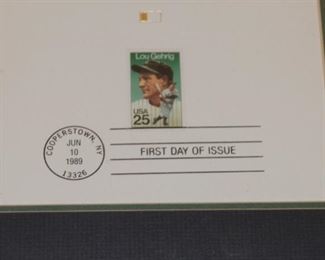 Lou Gehrig
USA
25
COOPERSTOWN, NY
JUN
10
1989
13326
FIRST DAY OF ISSUE